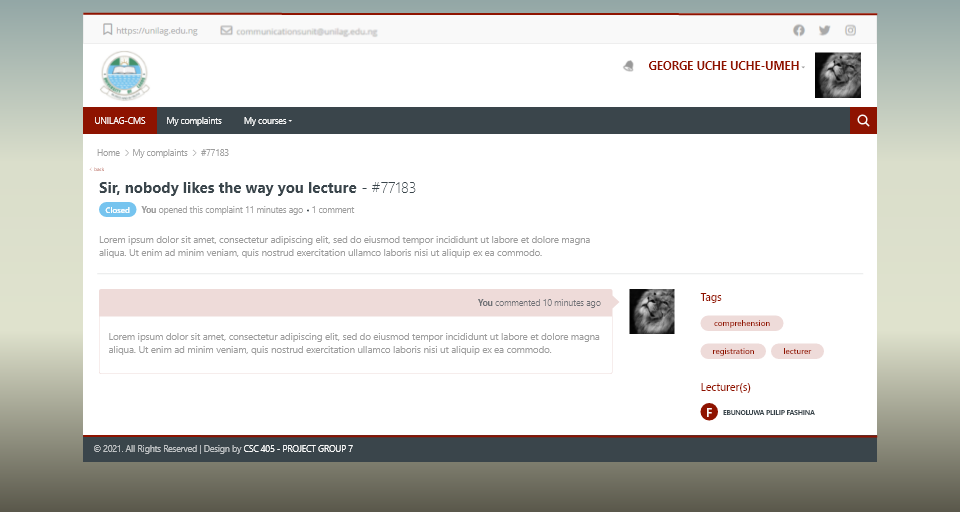 https://unilag.edu.ng
communicationsunit@unilag.edu.ng
GEORGE UCHE UCHE-UMEH
UNILAG-CMS My complaints My courses
Home > My complaints > #77183
< back
Sir, nobody likes the way you lecture - #77183
Closed You opened this complaint 11 minutes ago • 1 comment
Lorem ipsum dolor sit amet, consectetur adipiscing elit, sed do eiusmod tempor incididunt ut labore et dolore magna
aliqua. Ut enim ad minim veniam, quis nostrud exercitation ullamco laboris nisi ut aliquip ex ea commodo.
You commented 10 minutes ago
Lorem ipsum dolor sit amet, consectetur adipiscing elit, sed do eiusmod tempor incididunt ut labore et dolore magna
aliqua. Ut enim ad minim veniam, quis nostrud exercitation ullamco laboris nisi ut aliquip ex ea commodo.
Tags
comprehension
registration lecturer
Lecturer(s)
F EBUNOLUWA PLILIP FASHINA
© 2021. All Rights Reserved | Design by CSC 405 - PROJECT GROUP 7